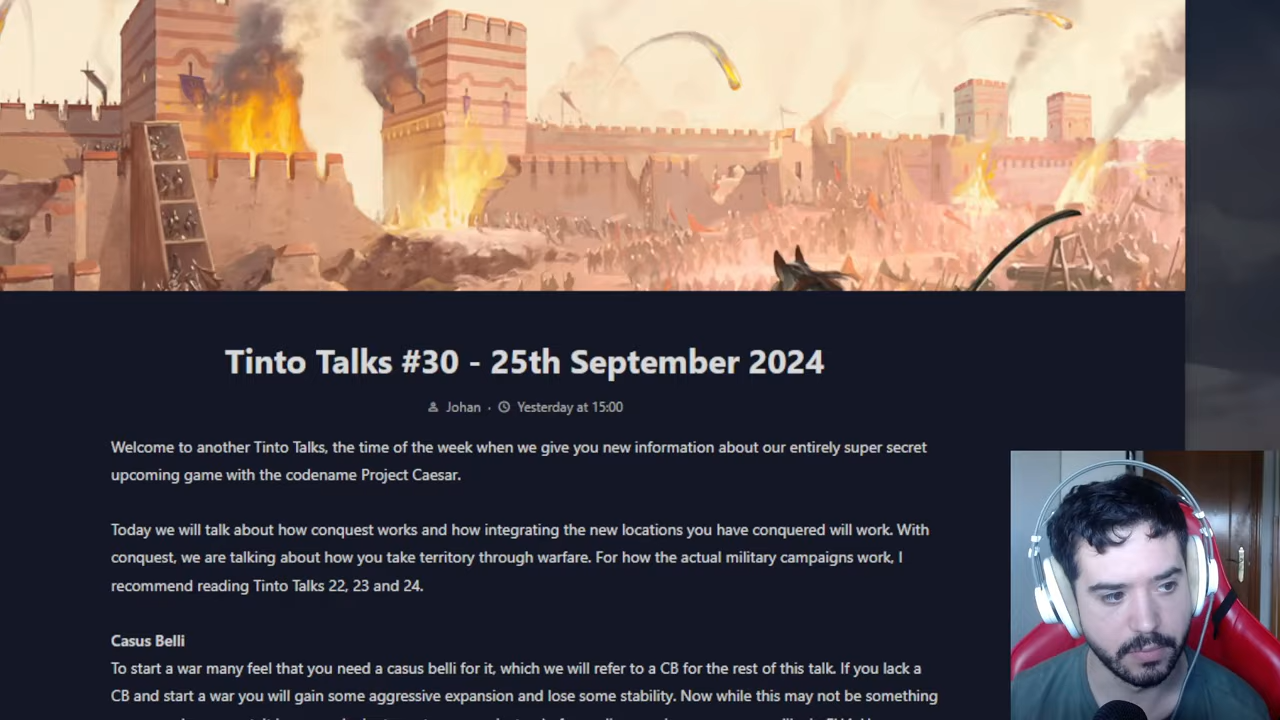 Tinto Talks #30 - 25th September 2024
Johan · Yesterday at 15:00
Welcome to another Tinto Talks, the time of the week when we give you new information about our entirely super secret
upcoming game with the codename Project Caesar.
Today we will talk about how conquest works and how integrating the new locations you have conquered will work. With
conquest, we are talking about how you take territory through warfare. For how the actual military campaigns work, I
recommend reading Tinto Talks 22, 23 and 24.
Casus Belli
To start a war many feel that you need a casus belli for it, which we will refer to a CB for the rest of this talk. If you lack a
CB and start a war you will gain some aggressive expansion and lose some stability. Now while this may not be something